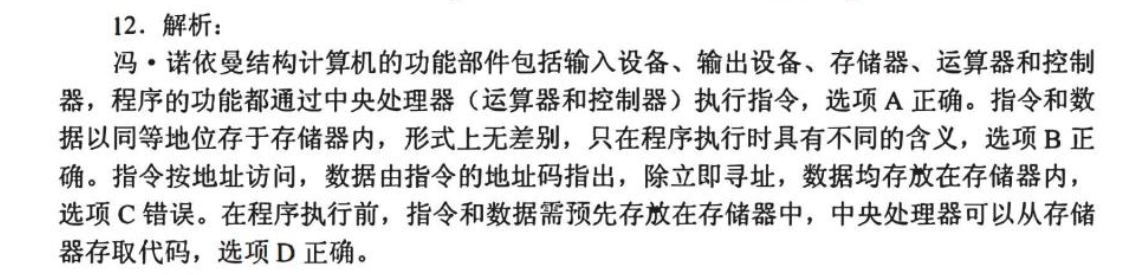 12．解析：
冯·诺依曼结构计算机的功能部件包括输入设备、输出设备、存储器、运算器和控制
器，程序的功能都通过中央处理器（运算器和控制器）执行指令，选项 A 正确。指令和数
据以同等地位存于存储器内，形式上无差别，只在程序执行时具有不同的含义，选项 B 正
确。指令按地址访问，数据由指令的地址码指出，除立即寻址，数据均存放在存储器内，
选项 C 错误。在程序执行前，指令和数据需预先存放在存储器中，中央处理器可以从存储
器存取代码，选项 D 正确。